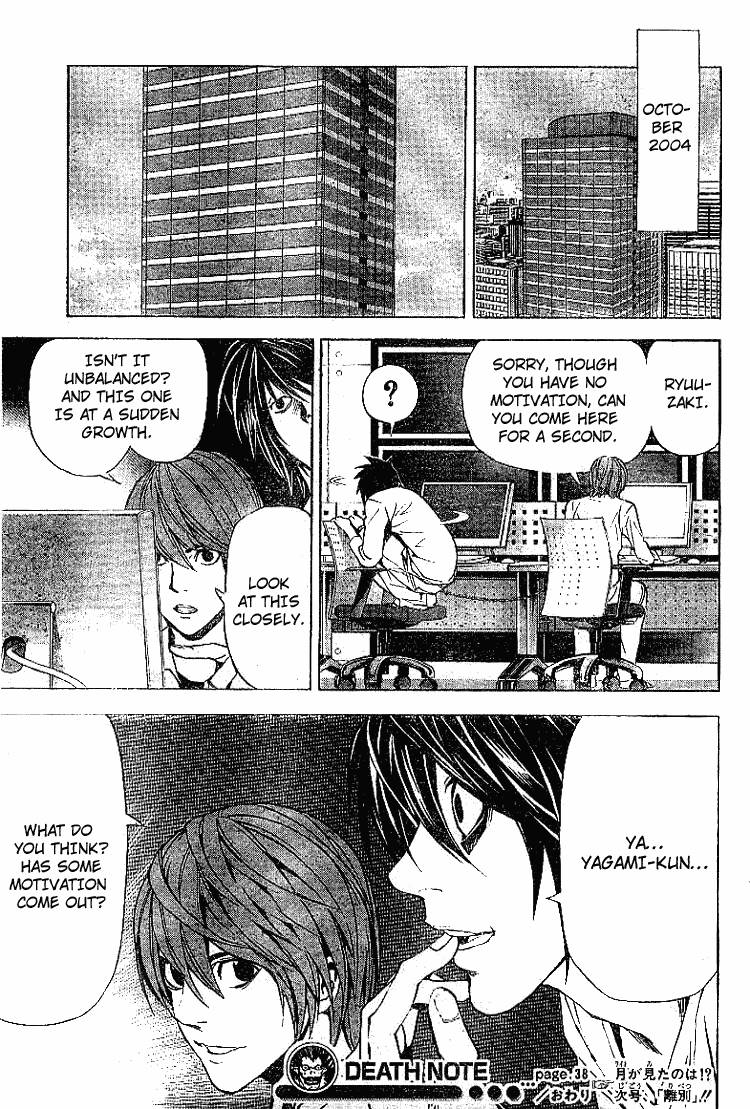 OCTO-
BER
2004
RYUU-
ZAKI.
SORRY, THOUGH
YOU HAVE NO
MOTIVATION, CAN
YOU COME HERE
FOR A SECOND.
?
LOOK
AT THIS
CLOSELY.
ISN'T IT
UNBALANCED?
AND THIS ONE
IS AT A SUDDEN
GROWTH.
YA...
YAGAMI-KUN...
WHAT DO
YOU THINK?
HAS SOME
MOTIVATION
COME OUT?
DEATH NOTE
page.38 月が見たのは!?
おわり 次号、「離別」!!